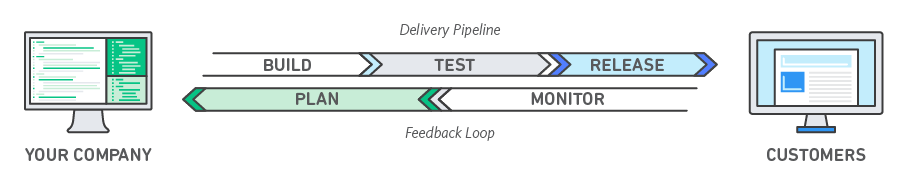 Delivery Pipeline
BUILD TEST RELEASE
PLAN MONITOR
Feedback Loop
YOUR COMPANY CUSTOMERS